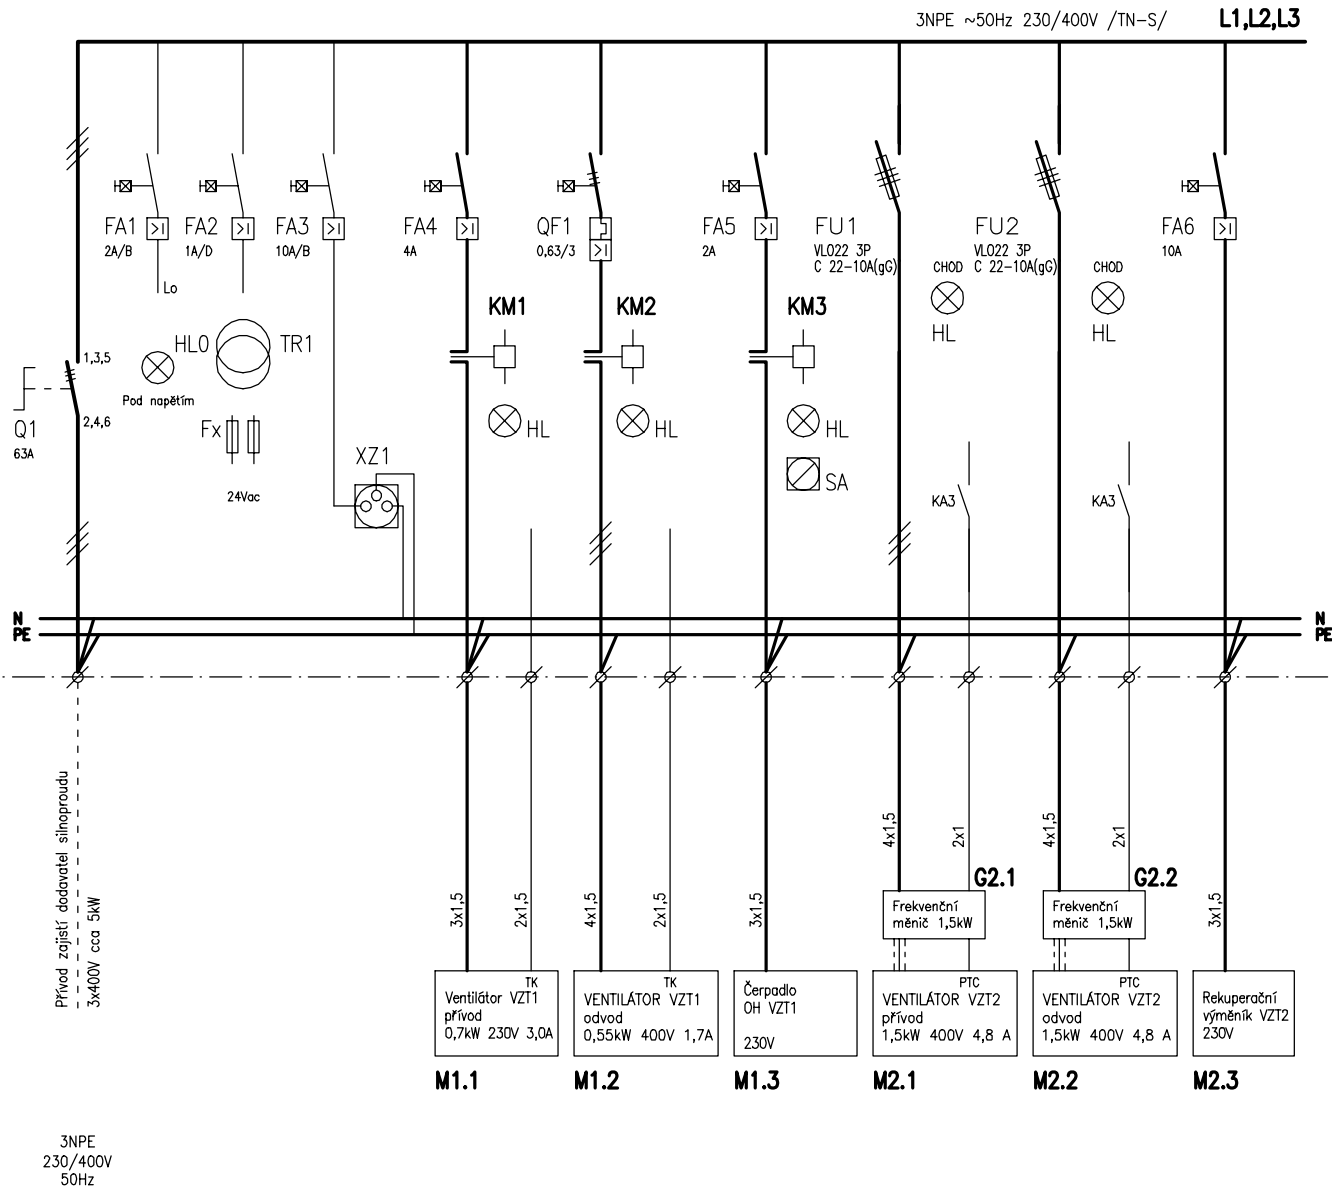 3NPE ~50Hz 230/400V /TN-S/
L1,L2,L3
FA1
2A/B
FA2
1A/D
FA3
10A/B
FA4
4A
QF1
0,63/3
FA5
2A
FU1
VLO22 3P
C 22-10A(gG)
FU2
VLO22 3P
C 22-10A(gG)
FA6
10A
Lo
CHOD
HL
CHOD
HL
KM1
KM2
KM3
HL0
TR1
1,3,5
Pod napětím
2,4,6
Q1
63A
Fx
24Vac
XZ1
HL
HL
HL
SA
KA3
KA3
N
PE
N
PE
Přívod zajistí dodavatel silnoproudu
3x400V cca 5kW
3x1,5
2x1,5
4x1,5
2x1,5
3x1,5
4x1,5
2x1
4x1,5
2x1
3x1,5
G2.1
Frekvenční
měnič 1,5kW
G2.2
Frekvenční
měnič 1,5kW
TK
Ventilátor VZT1
přívod
0,7kW 230V 3,0A
TK
VENTILÁTOR VZT1
odvod
0,55kW 400V 1,7A
Čerpadlo
OH VZT1
230V
PTC
VENTILÁTOR VZT2
přívod
1,5kW 400V 4,8 A
PTC
VENTILÁTOR VZT2
odvod
1,5kW 400V 4,8 A
Rekuperační
výměník VZT2
230V
M1.1
M1.2
M1.3
M2.1
M2.2
M2.3
3NPE
230/400V
50Hz